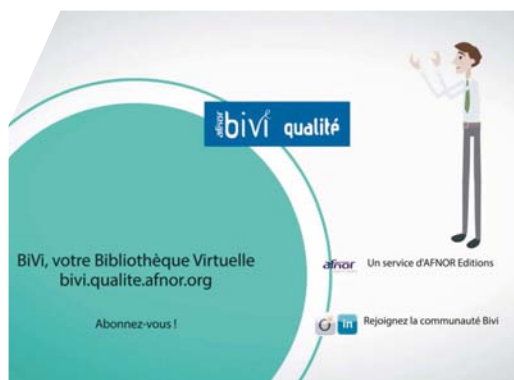 afnor bivi qualité
BiVi, votre Bibliothèque Virtuelle
bivi.qualite.afnor.org
Abonnez-vous !
afnor Un service d'AFNOR Editions
in Rejoignez la communauté Bivi